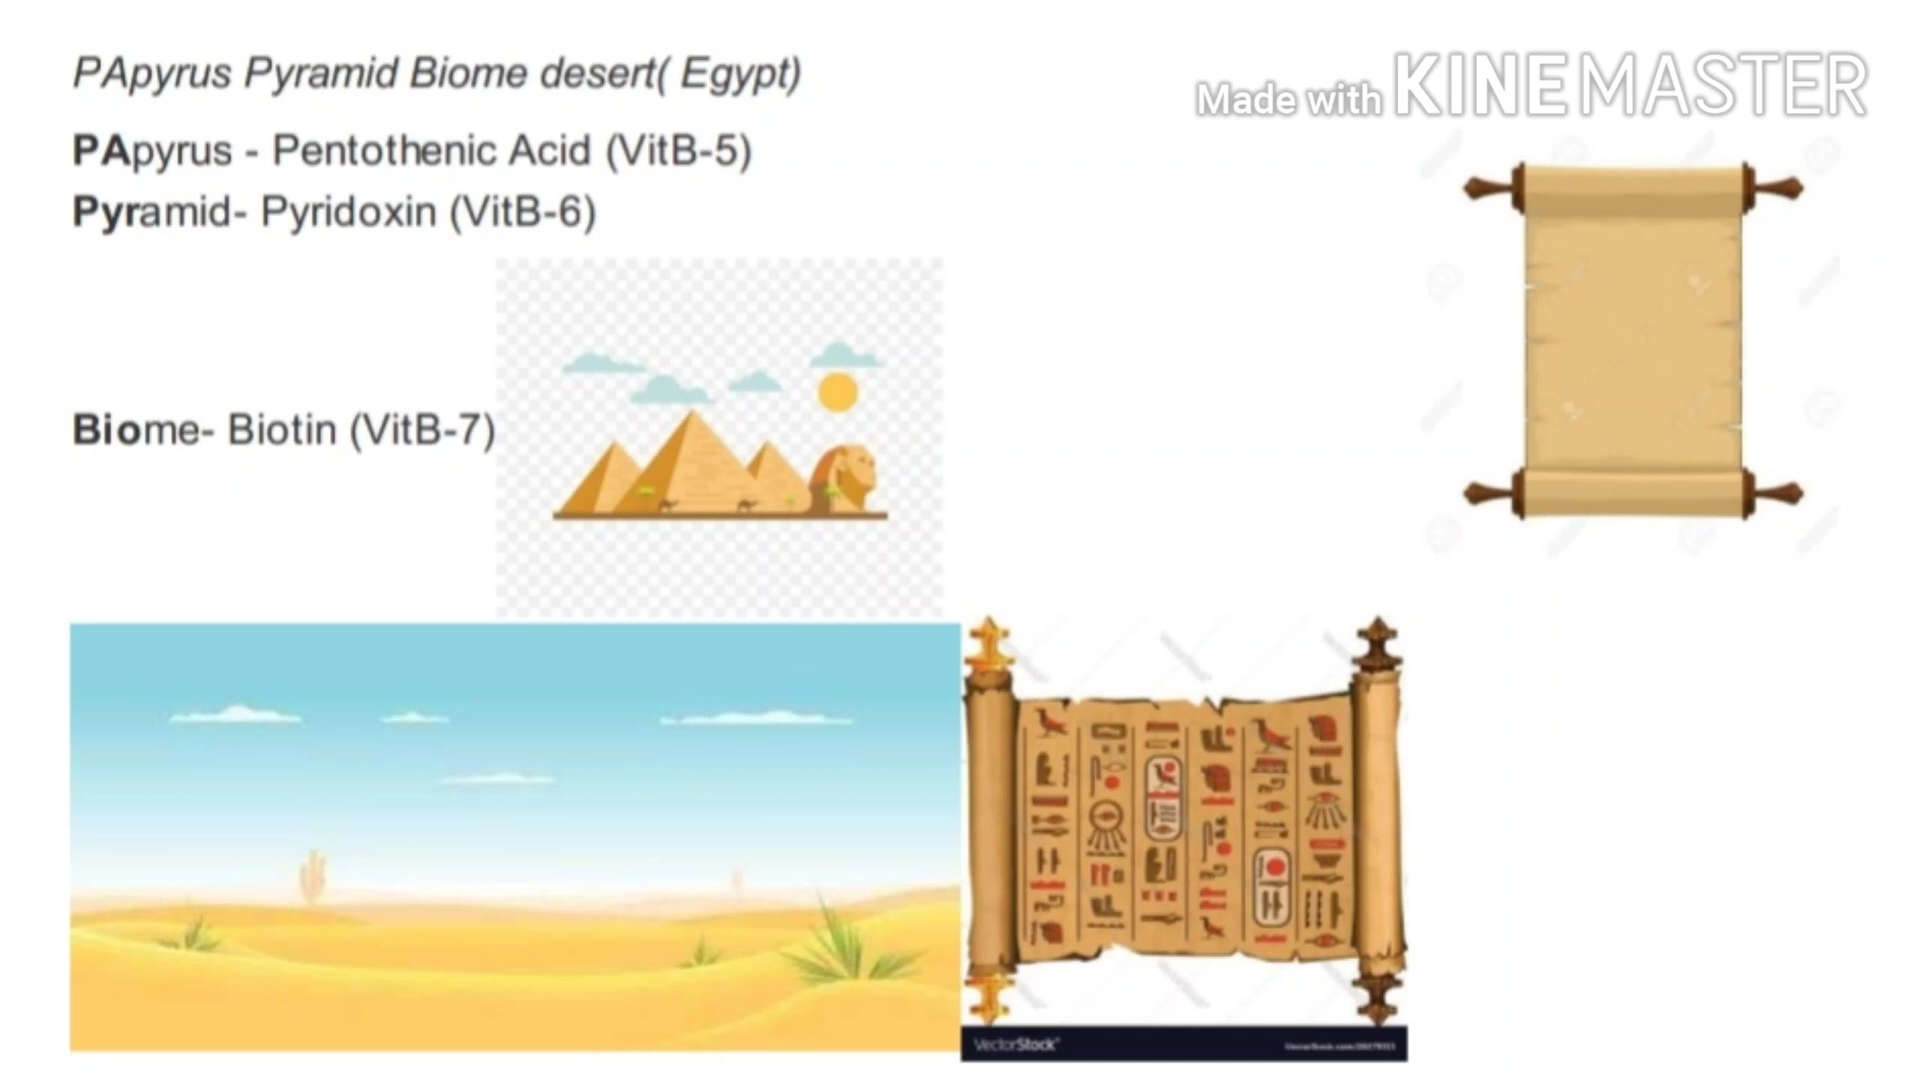 PApyrus Pyramid Biome desert( Egypt)
Made with KINEMASTER
PApyrus - Pentothenic Acid (VitB-5)
Pyramid- Pyridoxin (VitB-6)
Biome- Biotin (VitB-7)
VectorStock